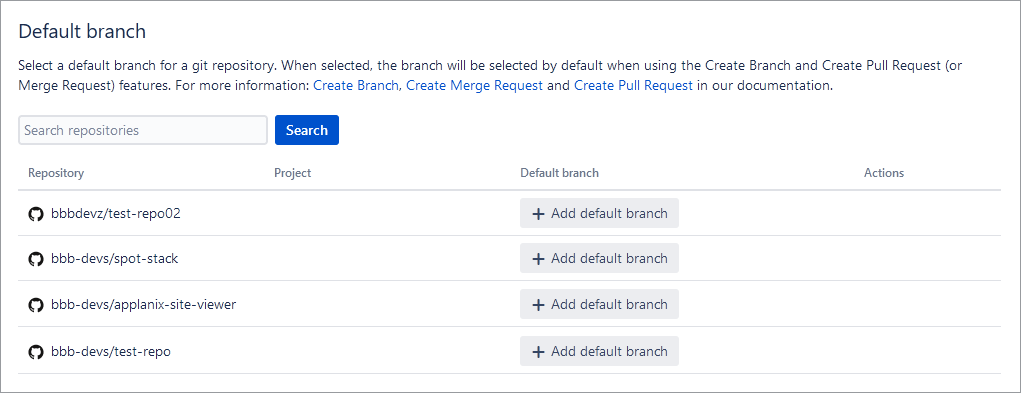 Default branch
Select a default branch for a git repository. When selected, the branch will be selected by default when using the Create Branch and Create Pull Request (or
Merge Request) features. For more information: Create Branch, Create Merge Request and Create Pull Request in our documentation.
Search repositories Search
Repository Project Default branch Actions
bbbdevz/test-repo02 + Add default branch
bbb-devs/spot-stack + Add default branch
bbb-devs/applanix-site-viewer + Add default branch
bbb-devs/test-repo + Add default branch